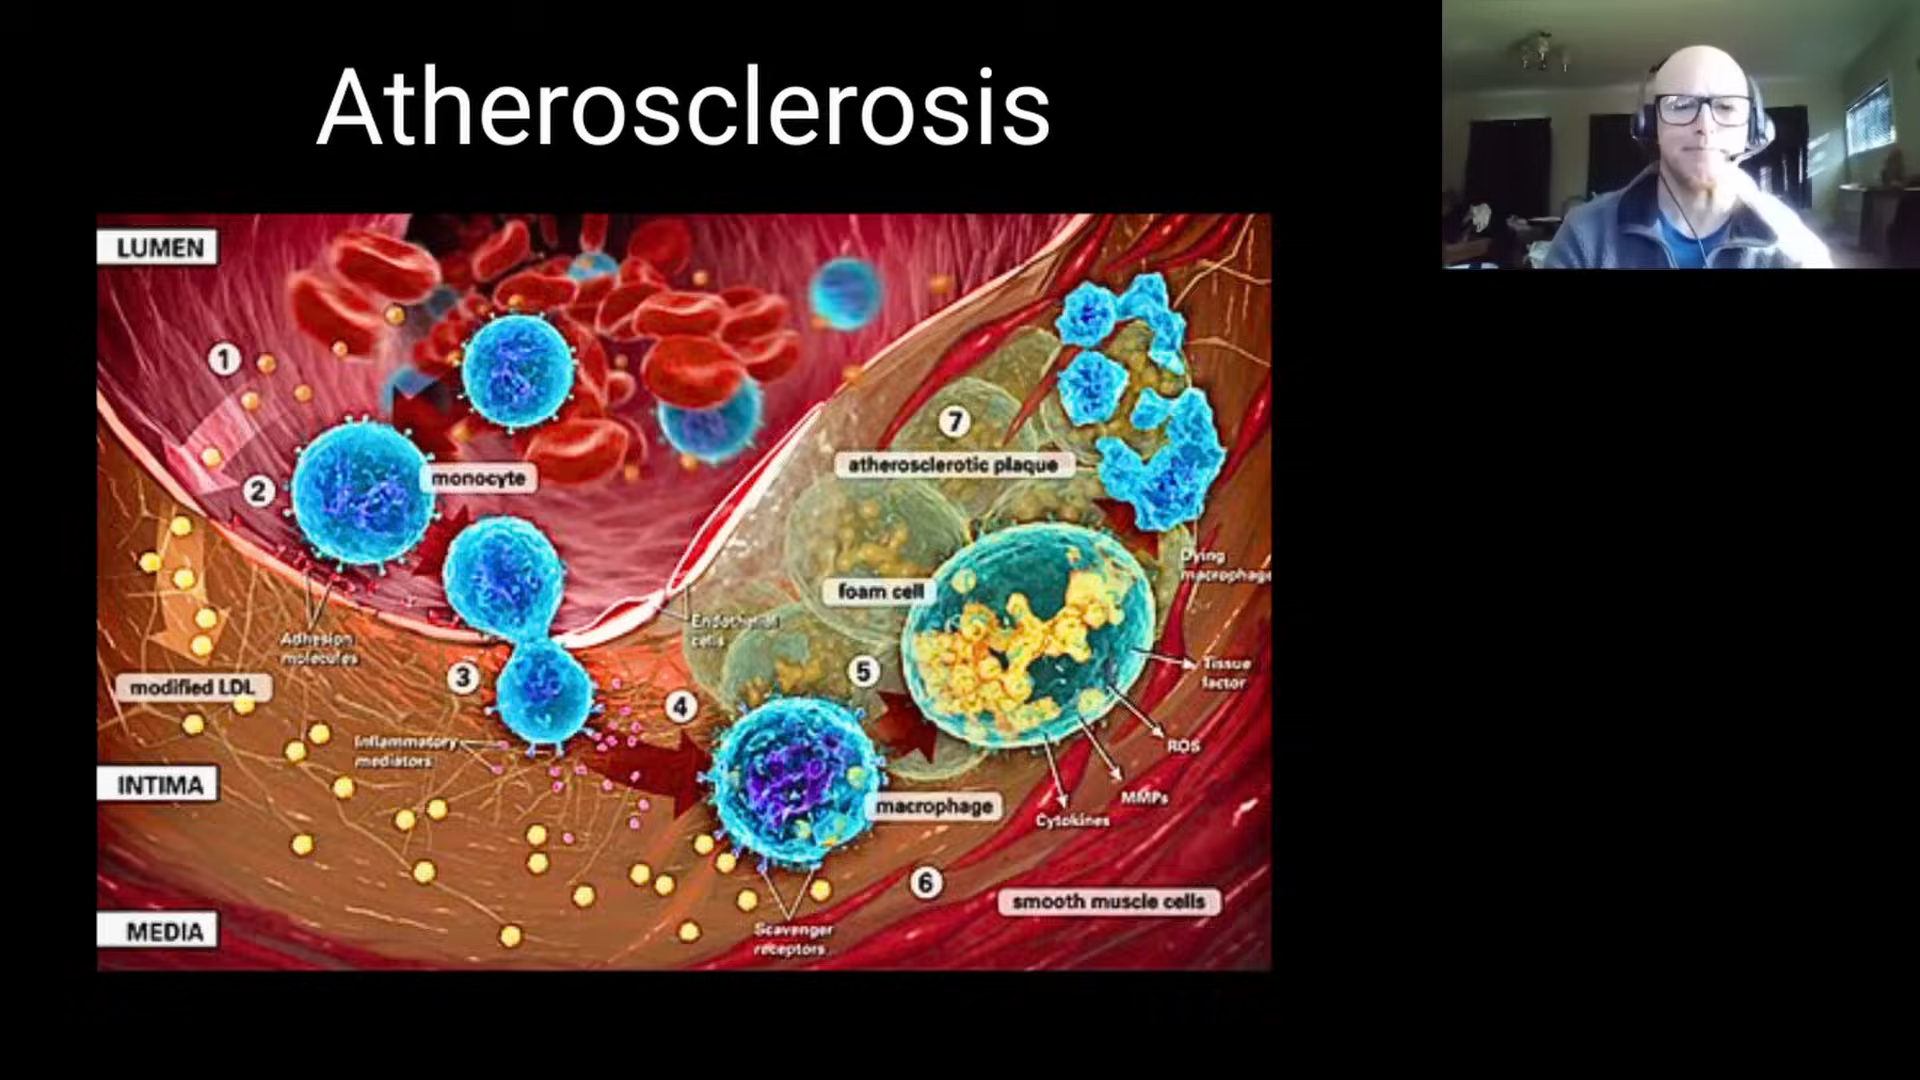 Atherosclerosis
LUMEN
1
2
monocyte
7
atherosclerotic plaque
Dying
macrophage
foam cell
Endothelial
cells
Adhesion
molecules
3
4
5
modified LDL
Tissue
factor
Inflammatory
mediators
ROS
INTIMA
MMPs
macrophage
Cytokines
6
smooth muscle cells
MEDIA
Scavenger
receptors